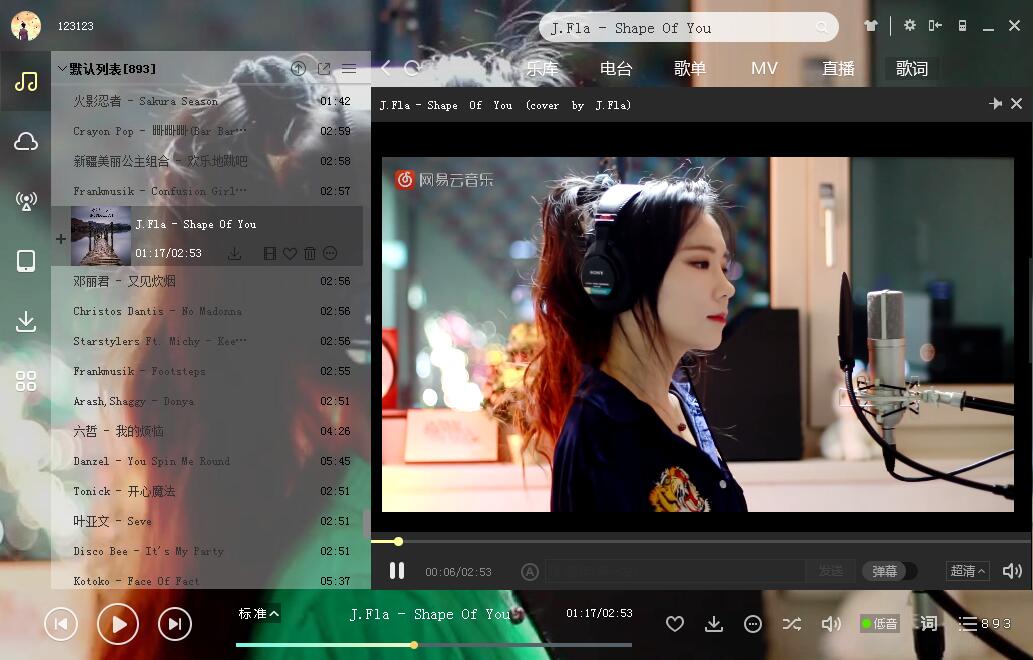 123123
J.Fla - Shape Of You
默认列表[893]
乐库 电台 歌单 MV 直播 歌词
火影忍者 - Sakura Season 01:42
Crayon Pop - 빠빠빠(Bar Bar… 02:59
新疆美丽公主组合 - 欢乐地跳吧 02:58
Frankmusik - Confusion Girl… 02:57
J.Fla - Shape Of You
01:17/02:53
邓丽君 - 又见炊烟 02:56
Christos Dantis - No Madonna 02:56
Starstylers Ft. Michy - Kee… 02:56
Frankmusik - Footsteps 02:55
Arash,Shaggy - Donya 02:51
六哲 - 我的烦恼 04:26
Danzel - You Spin Me Round 05:45
Tonick - 开心魔法 02:51
叶亚文 - Seve 02:51
Disco Bee - It's My Party 02:51
Kotoko - Face Of Fact 05:37
J.Fla - Shape Of You (cover by J.Fla)
网易云音乐
SONY
00:06/02:53
A
发送
弹幕
超清
标准
J.Fla - Shape Of You
01:17/02:53
低音
词
893